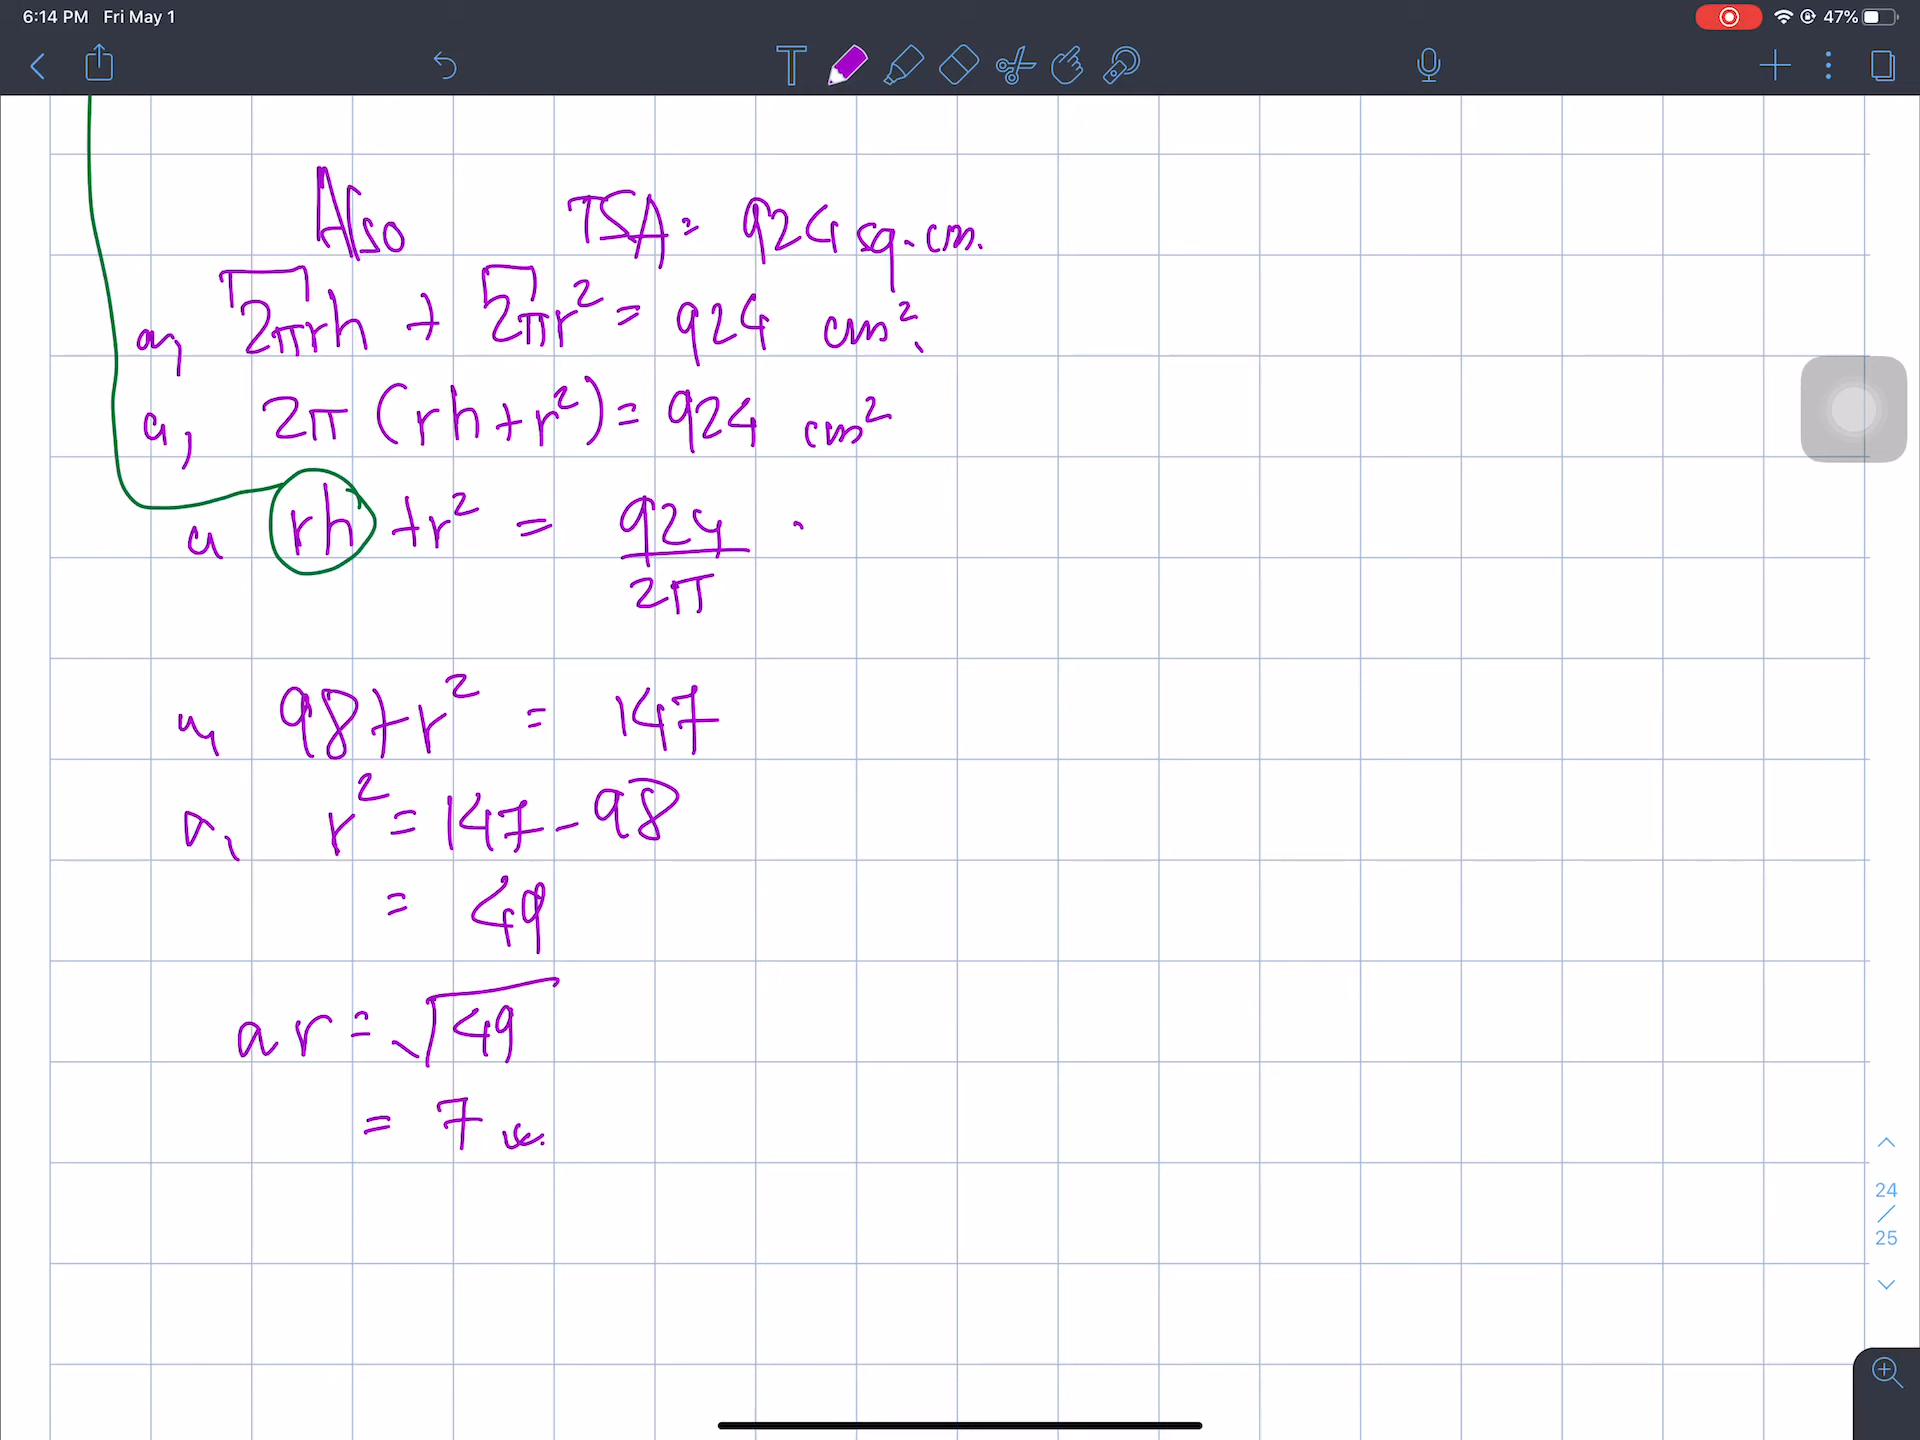 6:14 PM Fri May 1
47%
T
Also TSA = 924 sq. cm.
or, 2πrh + 2πr² = 924 cm².
or, 2π (rh + r²) = 924 cm²
or rh + r² = 924/2π
or, 98 + r² = 147
or, r² = 147 - 98
= 49
or r = √49
= 7
24
/
25